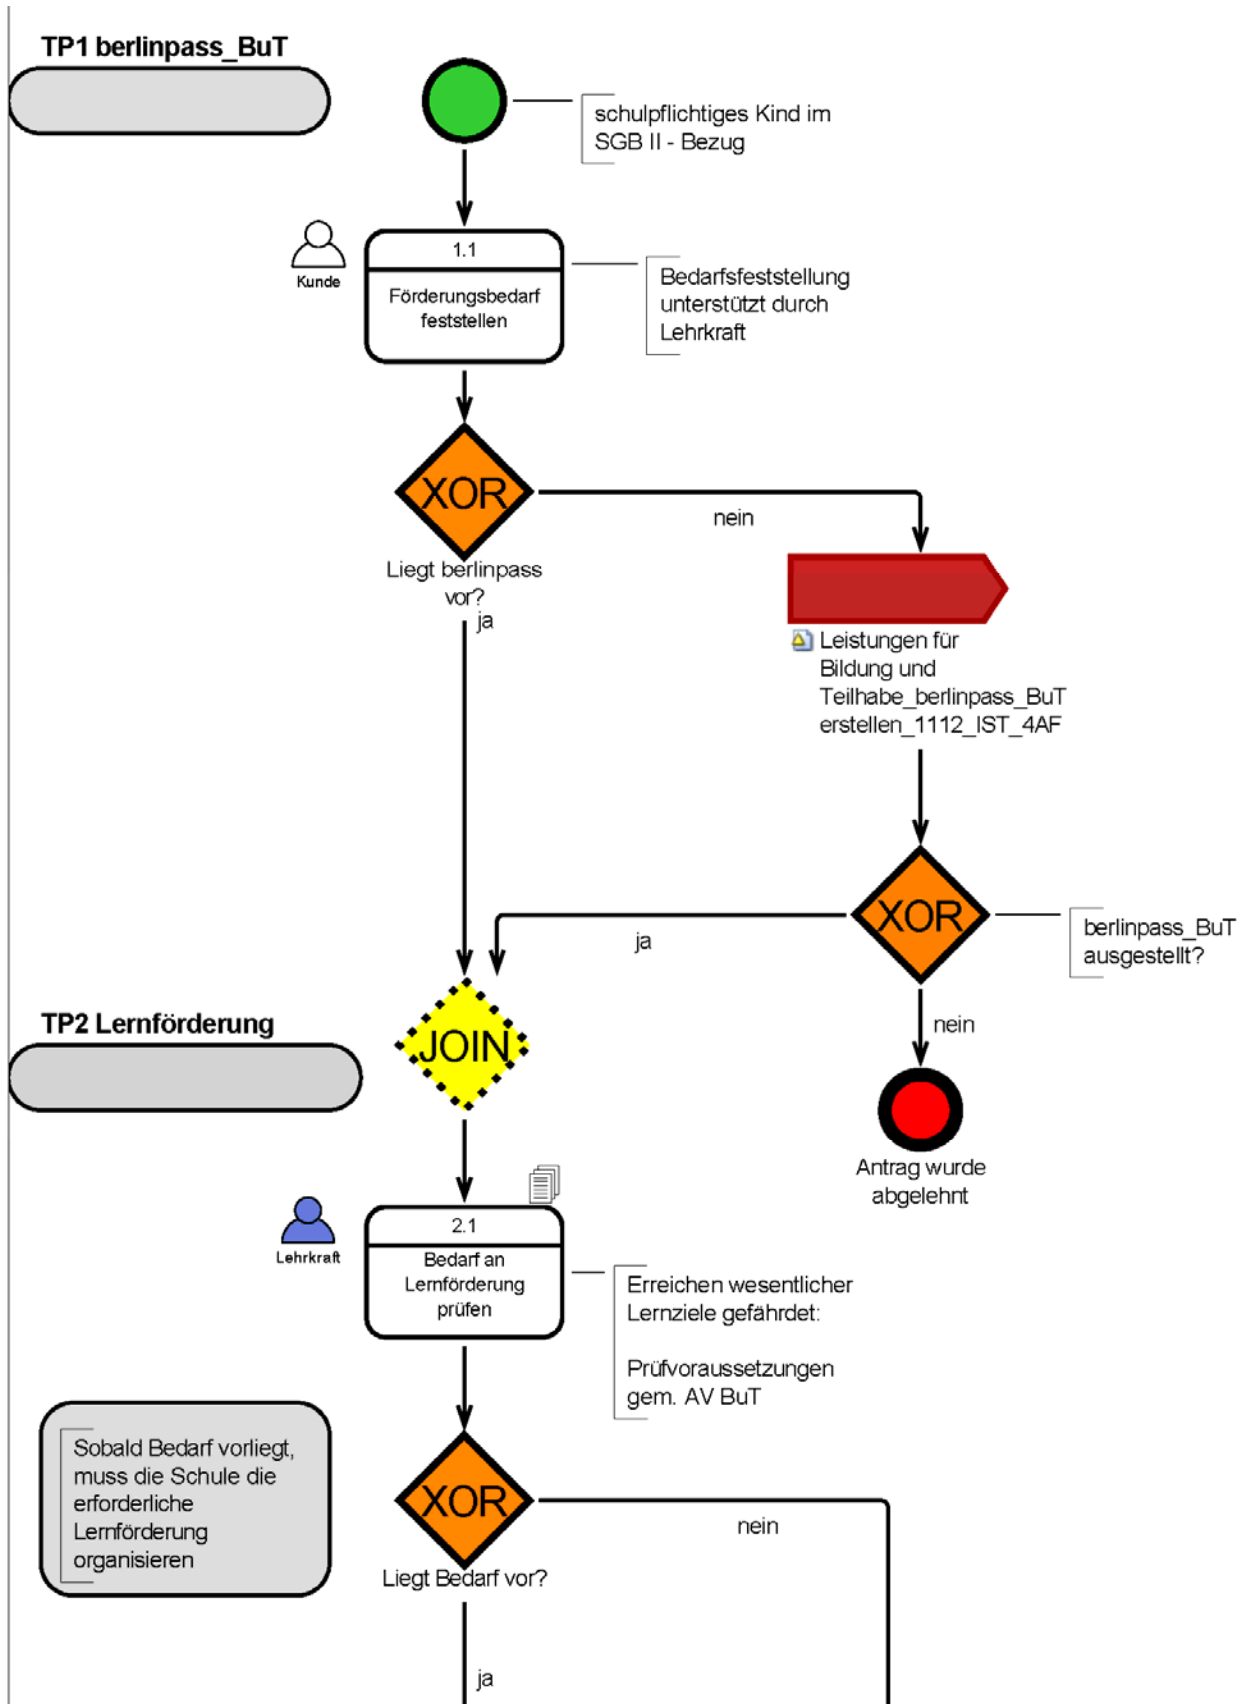 TP1 berlinpass_BuT
schulpflichtiges Kind im
SGB II - Bezug
Kunde
1.1
Förderungsbedarf
feststellen
Bedarfsfeststellung
unterstützt durch
Lehrkraft
XOR
nein
Liegt berlinpass
vor?
ja
Leistungen für
Bildung und
Teilhabe_berlinpass_BuT
erstellen_1112_IST_4AF
XOR
berlinpass_BuT
ausgestellt?
ja
nein
TP2 Lernförderung
JOIN
Antrag wurde
abgelehnt
Lehrkraft
2.1
Bedarf an
Lernförderung
prüfen
Erreichen wesentlicher
Lernziele gefährdet:
Prüfvoraussetzungen
gem. AV BuT
Sobald Bedarf vorliegt,
muss die Schule die
erforderliche
Lernförderung
organisieren
XOR
nein
Liegt Bedarf vor?
ja